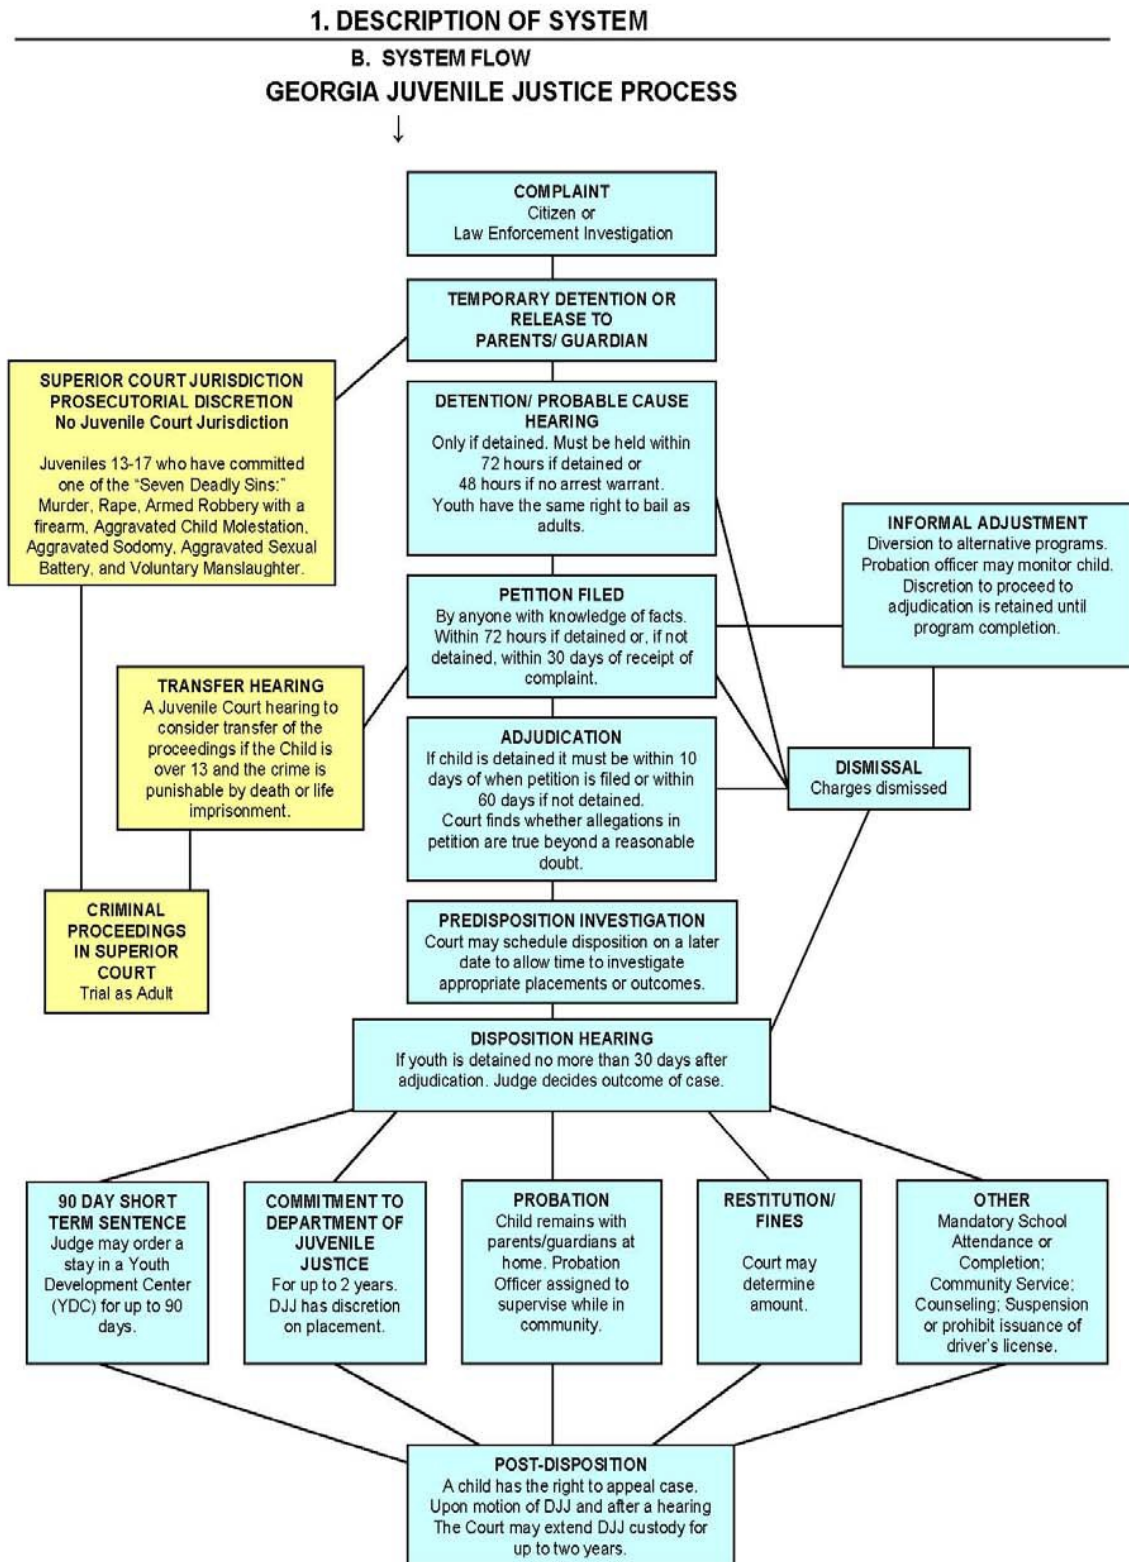 1. DESCRIPTION OF SYSTEM
B. SYSTEM FLOW
GEORGIA JUVENILE JUSTICE PROCESS
↓
COMPLAINT
Citizen or
Law Enforcement Investigation
TEMPORARY DETENTION OR
RELEASE TO
PARENTS/ GUARDIAN
SUPERIOR COURT JURISDICTION
PROSECUTORIAL DISCRETION
No Juvenile Court Jurisdiction
Juveniles 13-17 who have committed
one of the “Seven Deadly Sins:”
Murder, Rape, Armed Robbery with a
firearm, Aggravated Child Molestation,
Aggravated Sodomy, Aggravated Sexual
Battery, and Voluntary Manslaughter.
DETENTION/ PROBABLE CAUSE
HEARING
Only if detained. Must be held within
72 hours if detained or
48 hours if no arrest warrant.
Youth have the same right to bail as
adults.
INFORMAL ADJUSTMENT
Diversion to alternative programs.
Probation officer may monitor child.
Discretion to proceed to
adjudication is retained until
program completion.
PETITION FILED
By anyone with knowledge of facts.
Within 72 hours if detained or, if not
detained, within 30 days of receipt of
complaint.
TRANSFER HEARING
A Juvenile Court hearing to
consider transfer of the
proceedings if the Child is
over 13 and the crime is
punishable by death or life
imprisonment.
ADJUDICATION
If child is detained it must be within 10
days of when petition is filed or within
60 days if not detained.
Court finds whether allegations in
petition are true beyond a reasonable
doubt.
DISMISSAL
Charges dismissed
CRIMINAL
PROCEEDINGS
IN SUPERIOR
COURT
Trial as Adult
PREDISPOSITION INVESTIGATION
Court may schedule disposition on a later
date to allow time to investigate
appropriate placements or outcomes.
DISPOSITION HEARING
If youth is detained no more than 30 days after
adjudication. Judge decides outcome of case.
90 DAY SHORT
TERM SENTENCE
Judge may order a
stay in a Youth
Development Center
(YDC) for up to 90
days.
COMMITMENT TO
DEPARTMENT OF
JUVENILE
JUSTICE
For up to 2 years.
DJJ has discretion
on placement.
PROBATION
Child remains with
parents/guardians at
home. Probation
Officer assigned to
supervise while in
community.
RESTITUTION/
FINES
Court may
determine
amount.
OTHER
Mandatory School
Attendance or
Completion;
Community Service;
Counseling; Suspension
or prohibit issuance of
driver’s license.
POST-DISPOSITION
A child has the right to appeal case.
Upon motion of DJJ and after a hearing
The Court may extend DJJ custody for
up to two years.